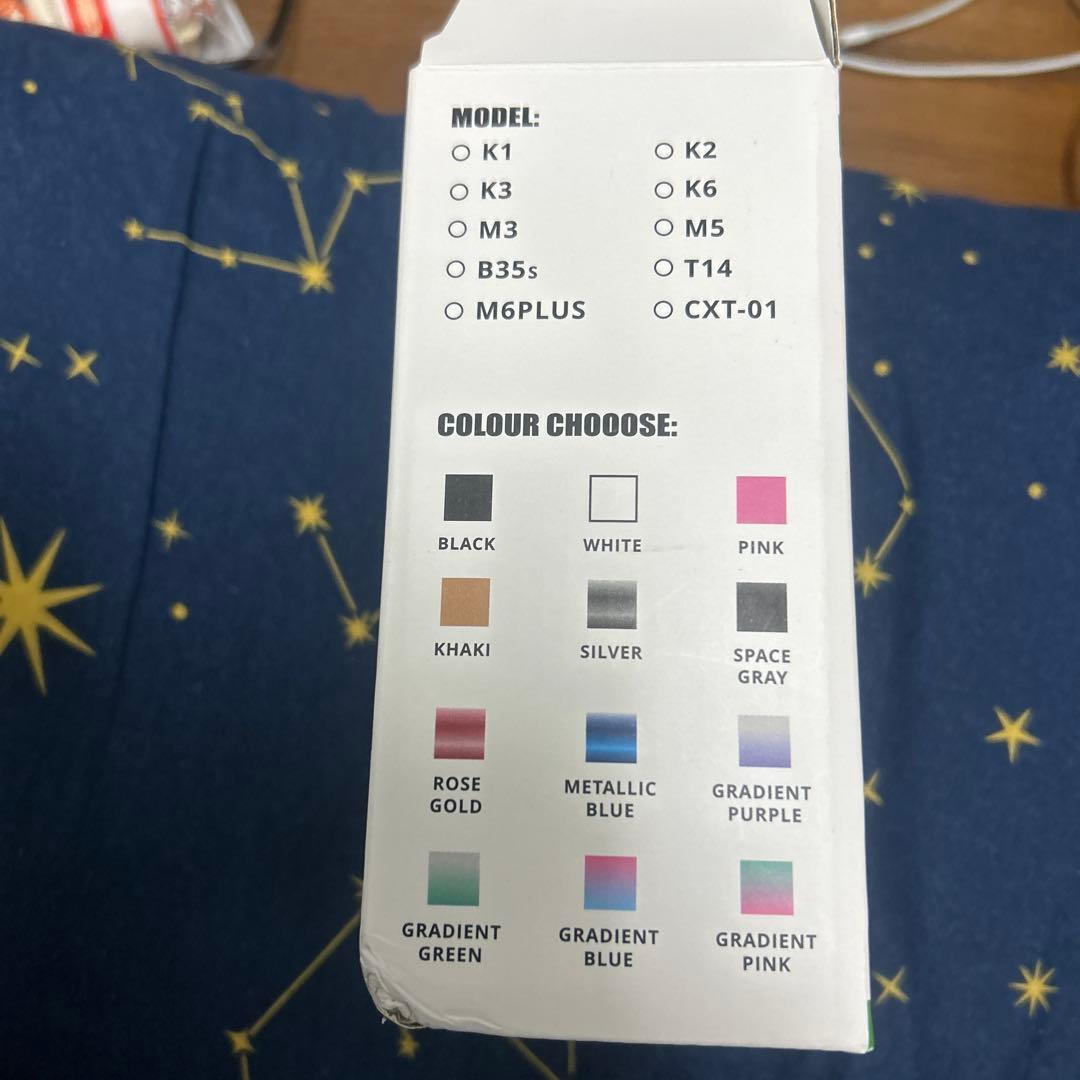 MODEL:
K1 K2
K3 K6
M3 M5
B35s T14
M6PLUS CXT-01
COLOUR CHOOOSE:
BLACK WHITE PINK
KHAKI SILVER SPACE GRAY
ROSE GOLD METALLIC BLUE GRADIENT PURPLE
GRADIENT GREEN GRADIENT BLUE GRADIENT PINK